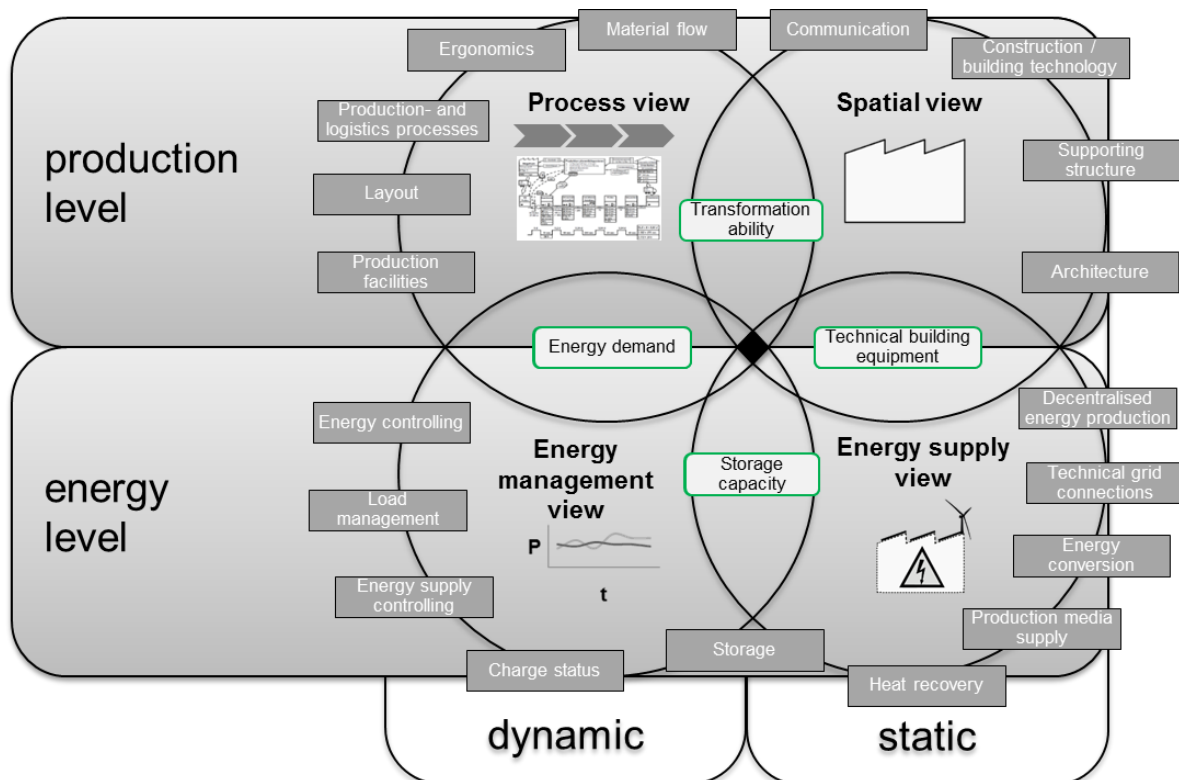 Material flow
Communication
Ergonomics
Construction /
building technology
Process view
Spatial view
Production- and
logistics processes
Supporting
structure
production
level
Layout
Transformation
ability
Production
facilities
Architecture
Energy demand
Technical building
equipment
Decentralised
energy production
Energy controlling
Energy
management
view
Storage
capacity
Energy supply
view
energy
level
Technical grid
connections
Load
management
P
t
Energy
conversion
Energy supply
controlling
Production media
supply
Storage
Charge status
Heat recovery
dynamic
static